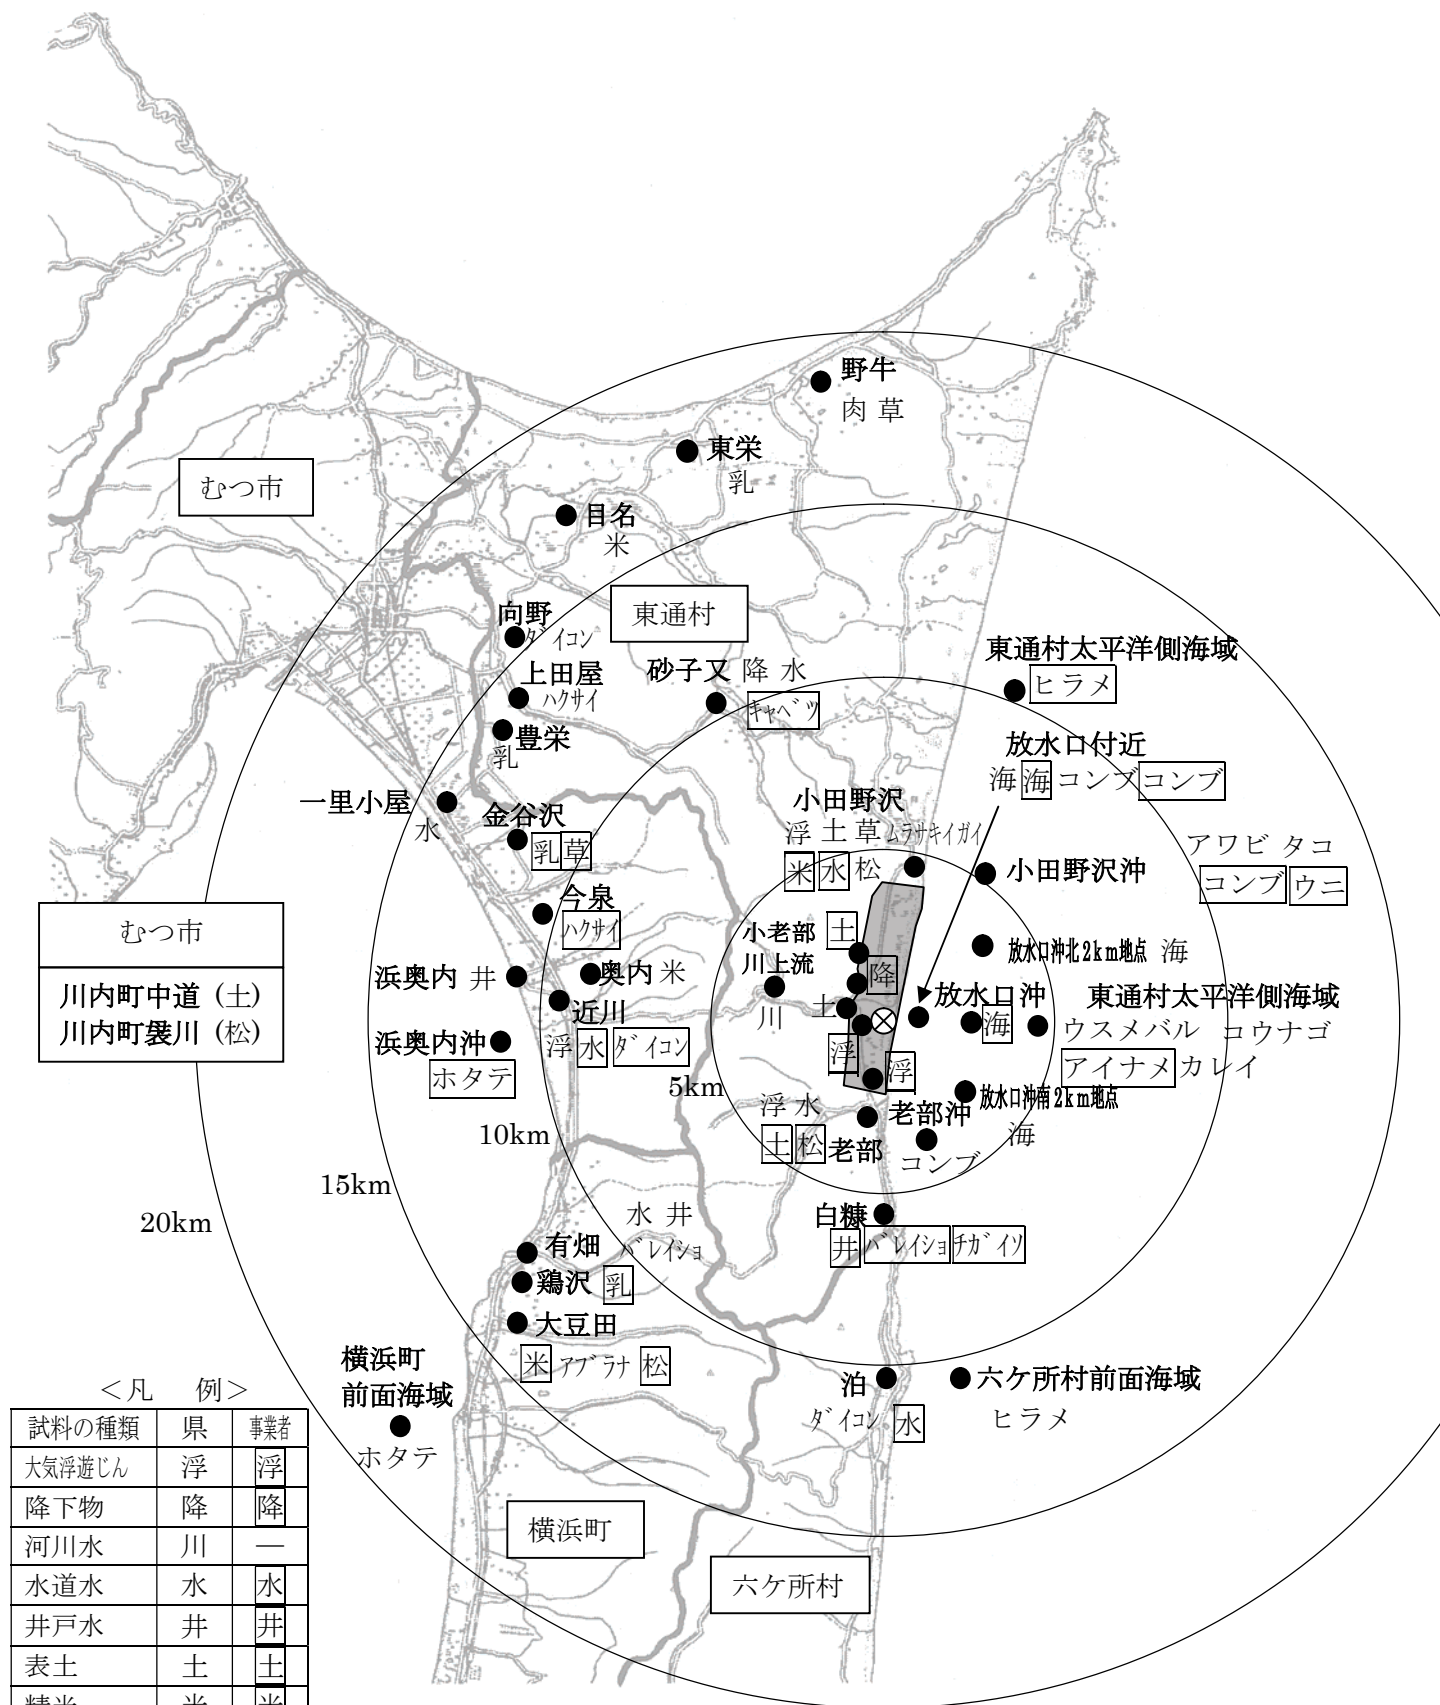 野牛
肉 草
東栄
乳
むつ市
目名
米
東通村
向野
ダイコン
上田屋
ハクサイ
砂子又 降 水
キャベツ
東通村太平洋側海域
ヒラメ
豊栄
乳
放水口付近
海 海 コンブ コンブ
一里小屋
水
金谷沢
乳 草
小田野沢
浮 土 草 ムラサキイガイ
米 水 松
アワビ タコ
コンブ ウニ
小田野沢沖
今泉
ハクサイ
むつ市
川内町中道 (土)
川内町袰川 (松)
小老部
川上流
川
土
降
土
浮
浮
放水口沖北2km地点 海
浜奥内 井
奥内 米
近川
浮 水 ダイコン
放水口沖
海
東通村太平洋側海域
ウスメバル コウナゴ
アイナメ カレイ
浜奥内沖
ホタテ
5km
放水口沖南2km地点
海
浮 水
土 松 老部
老部沖
コンブ
10km
15km
20km
水 井
有畑 バレイショ
白糠
井 バレイショ チガイソ
鶏沢 乳
大豆田
米 アブラナ 松
横浜町
前面海域
ホタテ
泊
ダイコン 水
六ケ所村前面海域
ヒラメ
横浜町
六ケ所村
<凡 例>
試料の種類 県 事業者
大気浮遊じん 浮 浮
降下物 降 降
河川水 川 ―
水道水 水 水
井戸水 井 井
表土 土 土
精米 米 米